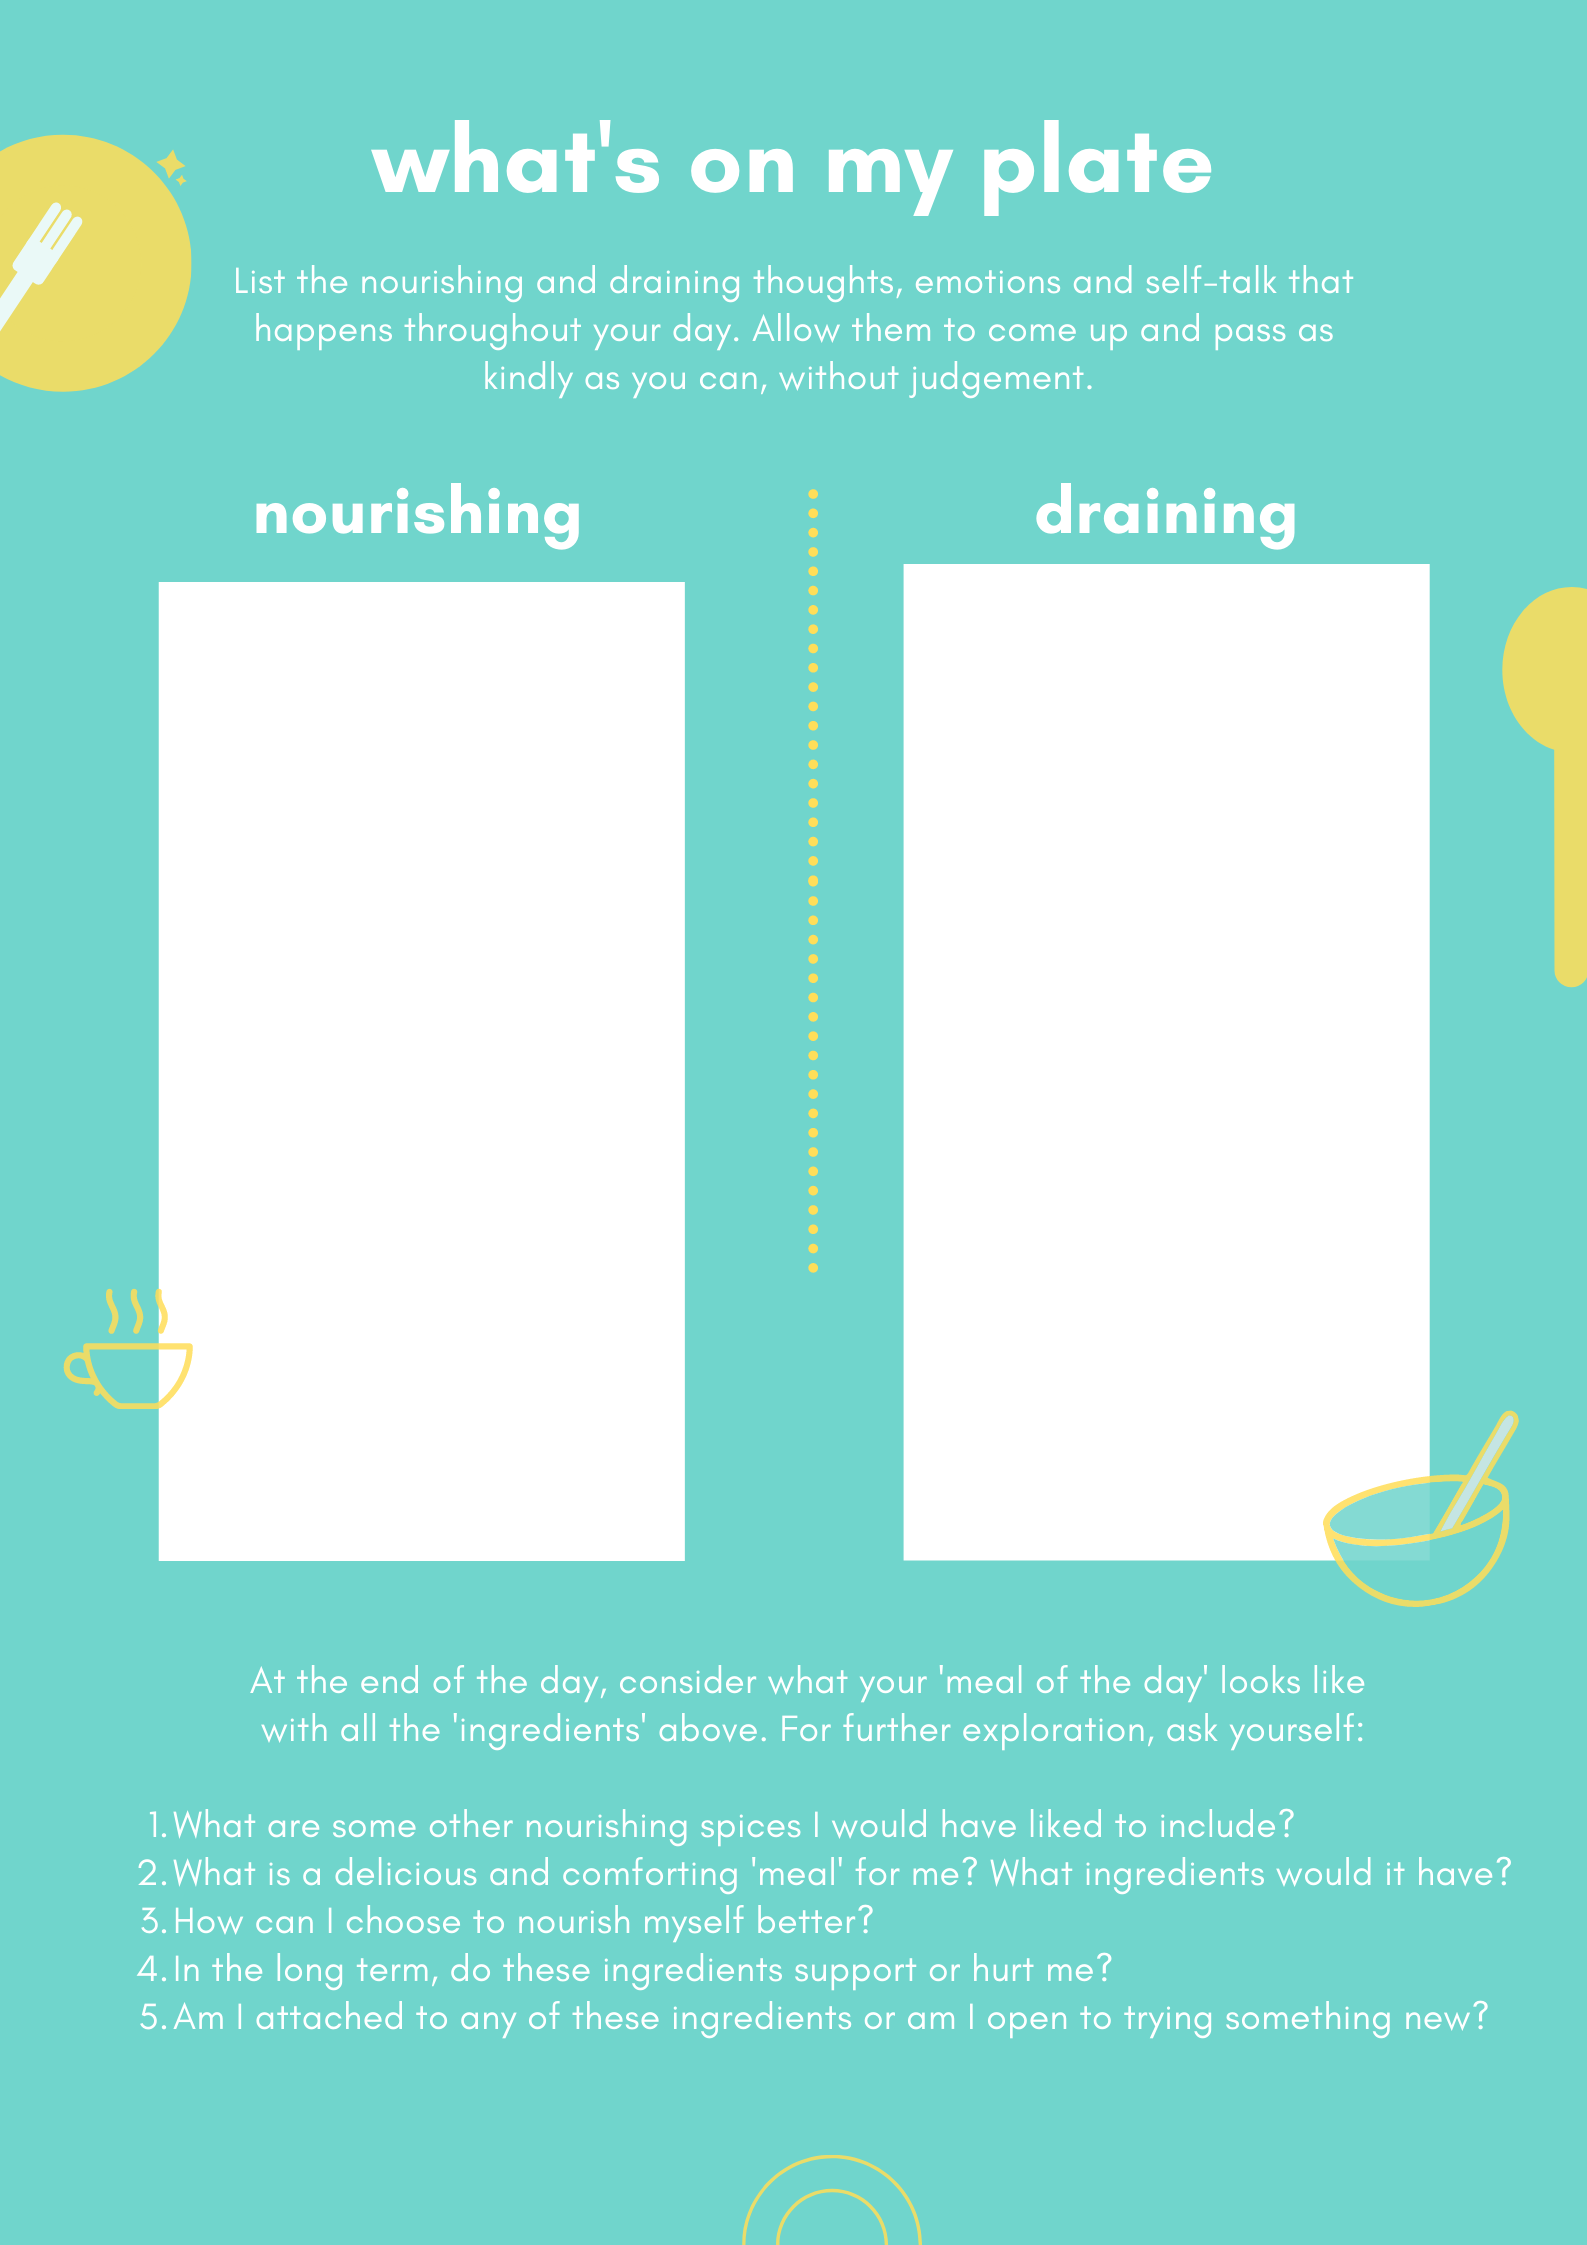 what's on my plate
List the nourishing and draining thoughts, emotions and self-talk that
happens throughout your day. Allow them to come up and pass as
kindly as you can, without judgement.
nourishing
draining
At the end of the day, consider what your 'meal of the day' looks like
with all the 'ingredients' above. For further exploration, ask yourself:
1. What are some other nourishing spices I would have liked to include?
2. What is a delicious and comforting 'meal' for me? What ingredients would it have?
3. How can I choose to nourish myself better?
4. In the long term, do these ingredients support or hurt me?
5. Am I attached to any of these ingredients or am I open to trying something new?